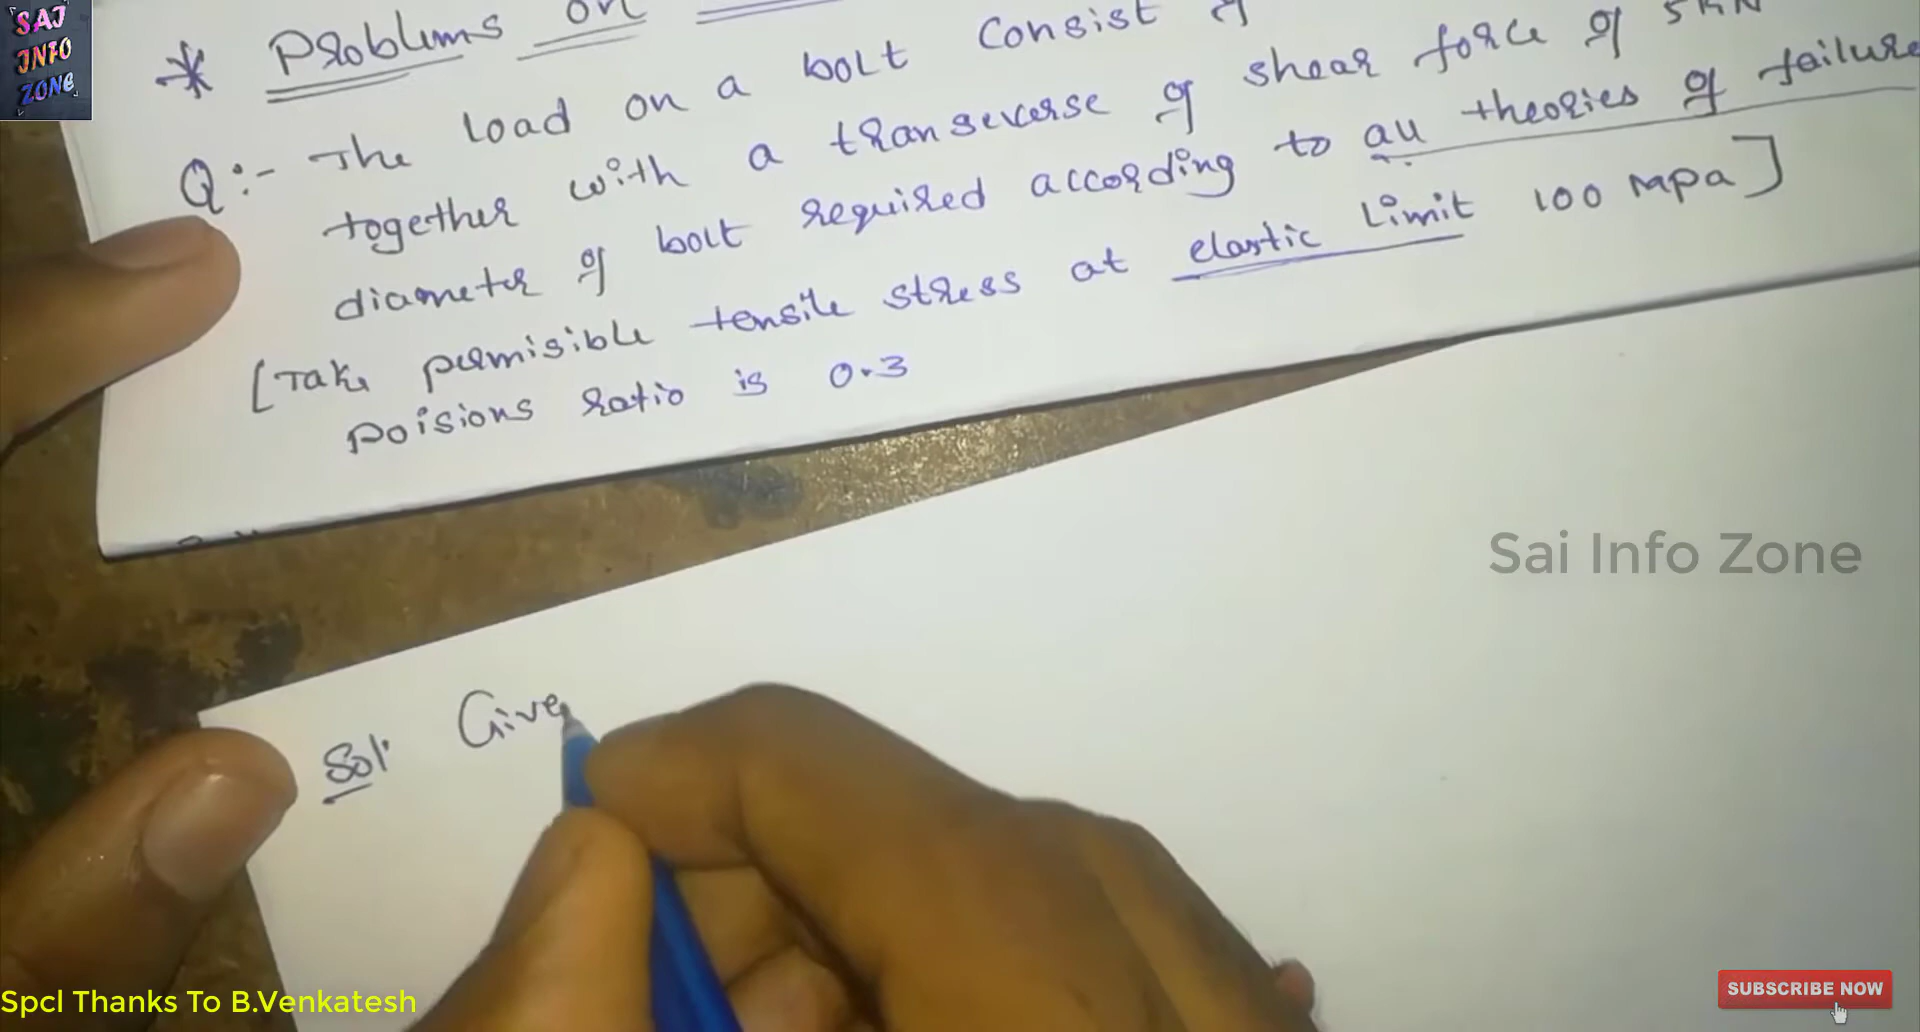 SAI
INFO
ZONE
* Problems on
Q:- The load on a bolt consist of
together with a transeverse of shear force of 5KN
diameter of bolt required according to all theories of failure
[Take permisible tensile stress at elastic limit 100 mpa]
poisions ratio is 0.3
Sol: Give
Sai Info Zone
Spcl Thanks To B.Venkatesh
SUBSCRIBE NOW